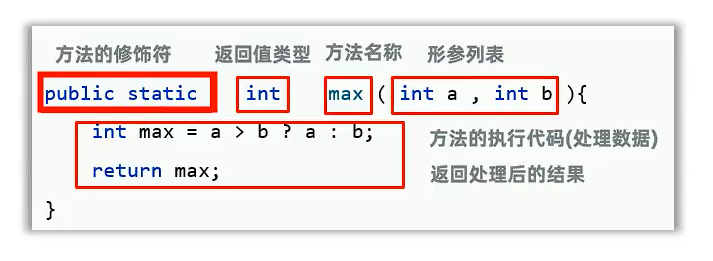 方法的修饰符 返回值类型 方法名称 形参列表
public static int max ( int a , int b ){
int max = a > b ? a : b; 方法的执行代码(处理数据)
return max; 返回处理后的结果
}